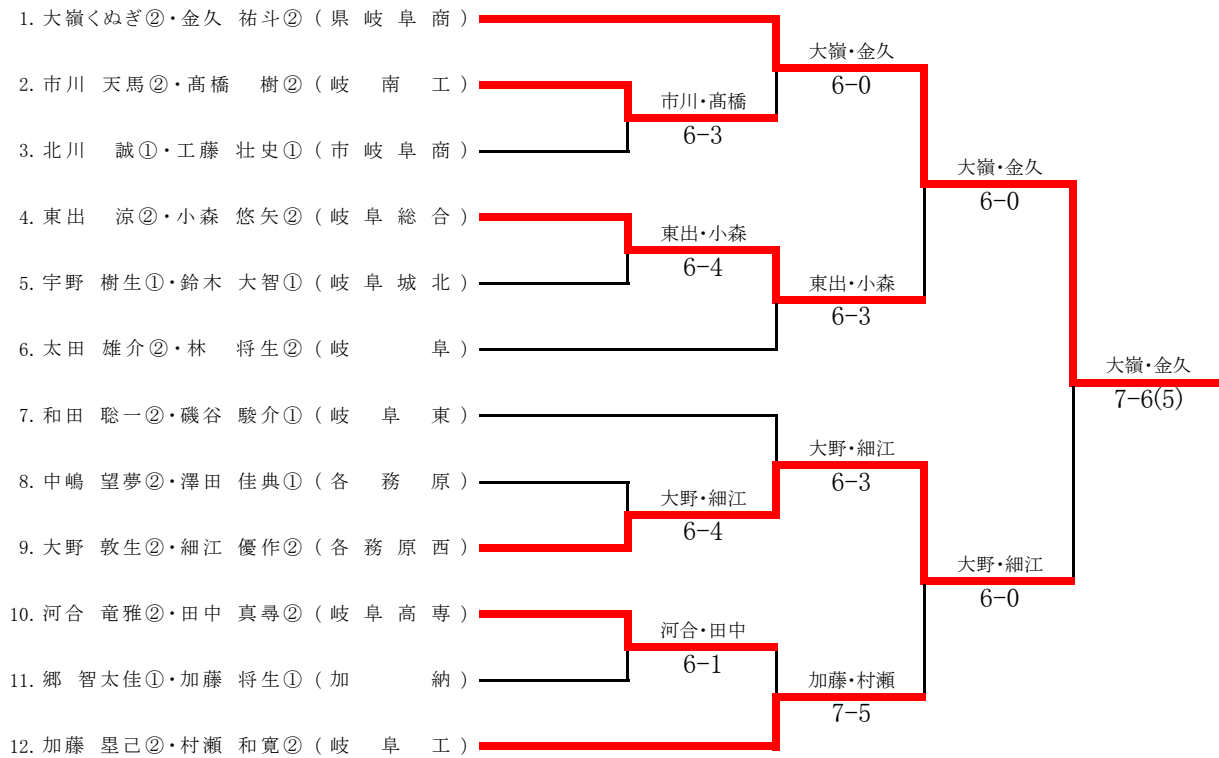 1. 大嶺くぬぎ②・金久 祐斗② ( 県 岐 阜 商 )
大嶺・金久
6-0
2. 市川 天馬②・髙橋 樹② ( 岐 南 工 )
市川・髙橋
6-3
3. 北川 誠①・工藤 壮史① ( 市 岐 阜 商 )
大嶺・金久
6-0
4. 東出 涼②・小森 悠矢② ( 岐 阜 総 合 )
東出・小森
6-4
5. 宇野 樹生①・鈴木 大智① ( 岐 阜 城 北 )
東出・小森
6-3
6. 太田 雄介②・林 将生② ( 岐 阜 )
大嶺・金久
7-6(5)
7. 和田 聡一②・磯谷 駿介① ( 岐 阜 東 )
大野・細江
6-3
8. 中嶋 望夢②・澤田 佳典① ( 各 務 原 )
大野・細江
6-4
9. 大野 敦生②・細江 優作② ( 各 務 原 西 )
大野・細江
6-0
10. 河合 竜雅②・田中 真尋② ( 岐 阜 高 専 )
河合・田中
6-1
11. 郷 智太佳①・加藤 将生① ( 加 納 )
加藤・村瀬
7-5
12. 加藤 塁己②・村瀬 和寛② ( 岐 阜 工 )